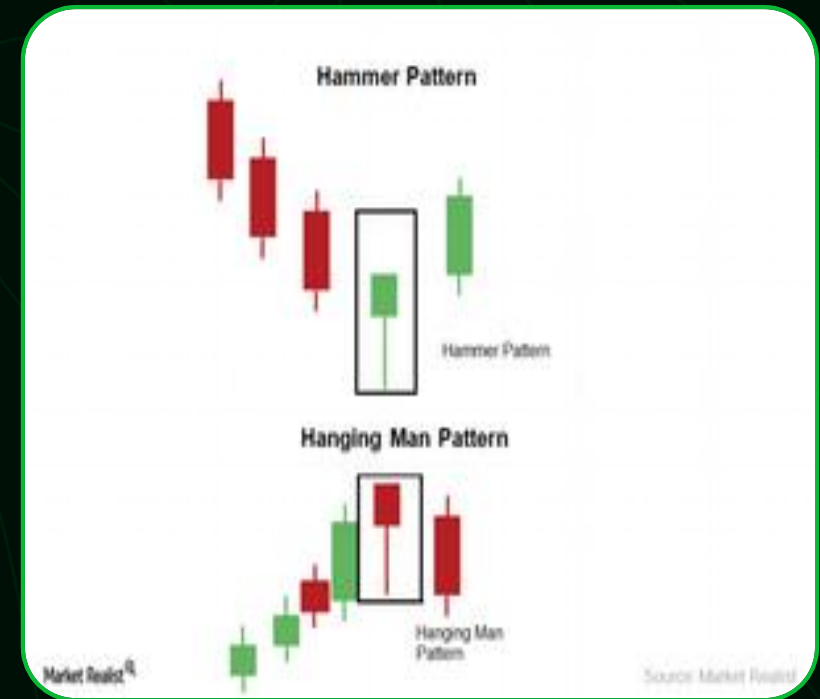 Hammer Pattern
Hammer Pattern
Hanging Man Pattern
Hanging Man
Pattern
Market Realist
Source: Market Realist